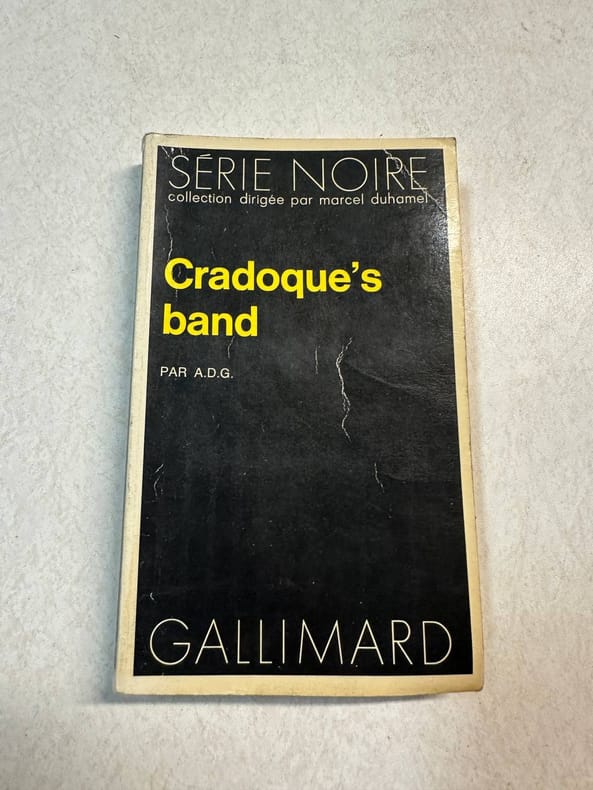 SÉRIE NOIRE
collection dirigée par marcel duhamel
Cradoque's
band
PAR A.D.G.
GALLIMARD